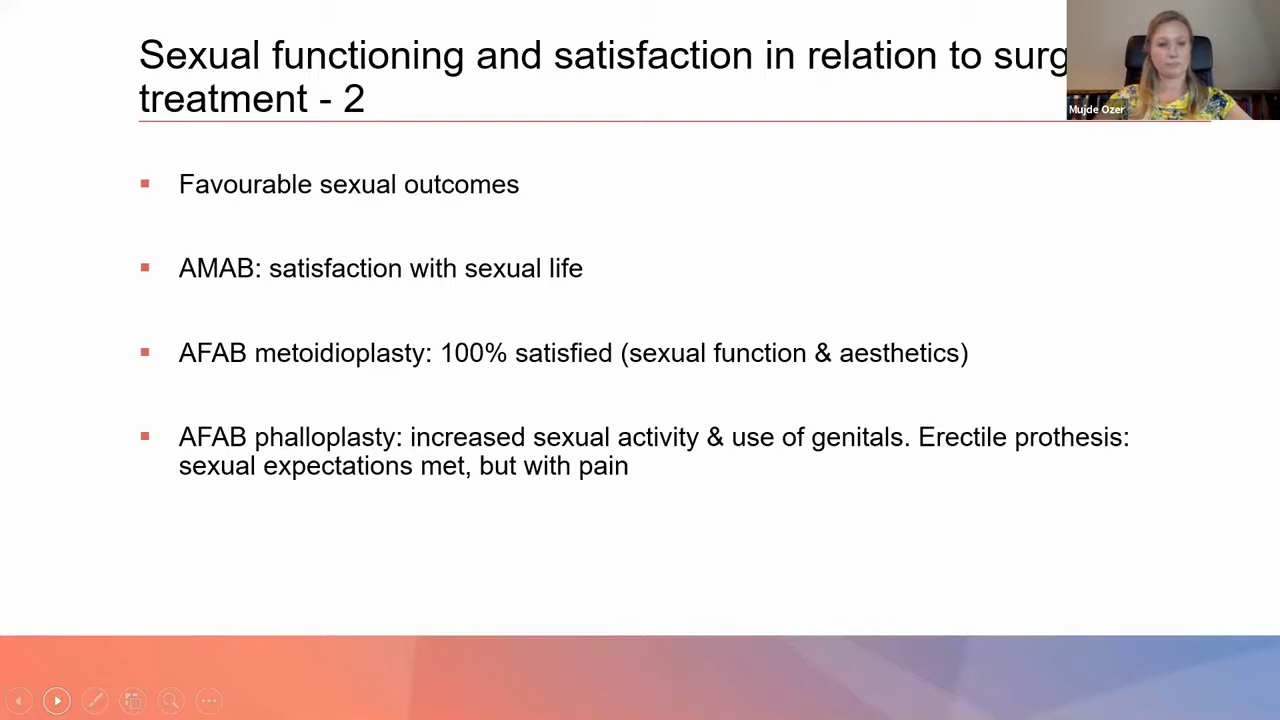 Sexual functioning and satisfaction in relation to
treatment - 2
Mujde Ozer
Favourable sexual outcomes
AMAB: satisfaction with sexual life
AFAB metoidioplasty: 100% satisfied (sexual function & aesthetics)
AFAB phalloplasty: increased sexual activity & use of genitals. Erectile prothesis:
sexual expectations met, but with pain